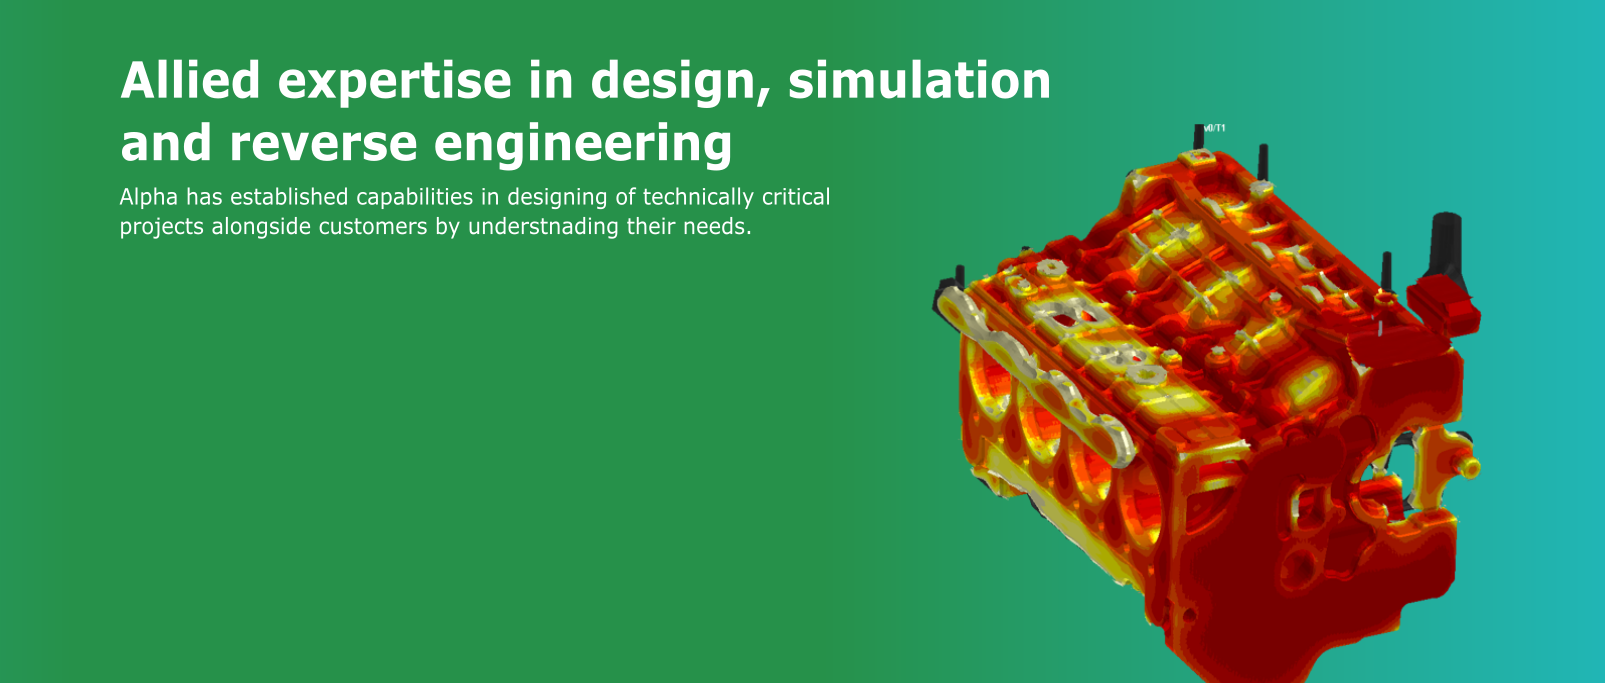 Allied expertise in design, simulation
and reverse engineering
Alpha has established capabilities in designing of technically critical
projects alongside customers by understnading their needs.
v0/T1